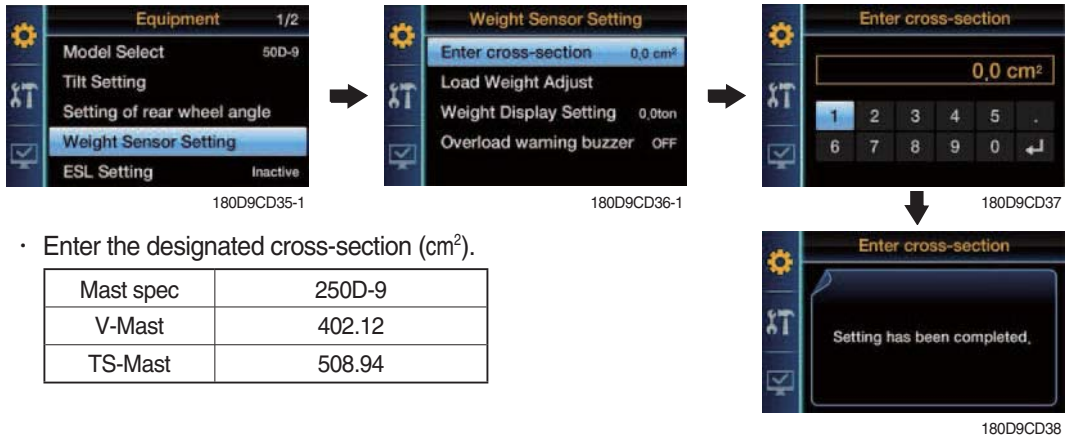 Equipment 1/2
Model Select 50D-9
Tilt Setting
Setting of rear wheel angle
Weight Sensor Setting
ESL Setting Inactive
180D9CD35-1
Weight Sensor Setting
Enter cross-section 0,0 cm²
Load Weight Adjust
Weight Display Setting 0,0ton
Overload warning buzzer OFF
180D9CD36-1
Enter cross-section
0,0 cm²
1 2 3 4 5 .
6 7 8 9 0 ↵
180D9CD37
· Enter the designated cross-section (cm²).
Mast spec 250D-9
V-Mast 402.12
TS-Mast 508.94
Enter cross-section
Setting has been completed,
180D9CD38